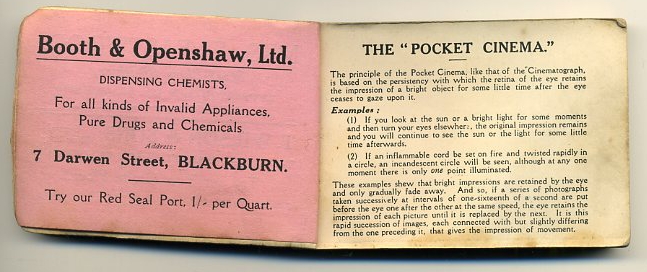 Booth & Openshaw, Ltd.
DISPENSING CHEMISTS,
For all kinds of Invalid Appliances,
Pure Drugs and Chemicals
Address:
7 Darwen Street, BLACKBURN.
Try our Red Seal Port, 1/- per Quart.
THE "POCKET CINEMA."
The principle of the Pocket Cinema, like that of the Cinematograph,
is based on the persistency with which the retina of the eye retains
the impression of a bright object for some little time after the eye
ceases to gaze upon it.
Examples:
(1) If you look at the sun or a bright light for some moments
and then turn your eyes elsewhere, the original impression remains
and you will continue to see the sun or the light for some little
time afterwards.
(2) If an inflammable cord be set on fire and twisted rapidly in
a circle, an incandescent circle will be seen, although at any one
moment there is only one point illuminated.
These examples shew that bright impressions are retained by the eye
and only gradually fade away. And so, if a series of photographs
taken successively at intervals of one-sixteenth of a second are put
before the eye one after the other at the same speed, the eye retains the
impression of each picture until it is replaced by the next. It is this
rapid succession of images, each connected with but slightly differing
from the one preceding it, that gives the impression of movement.